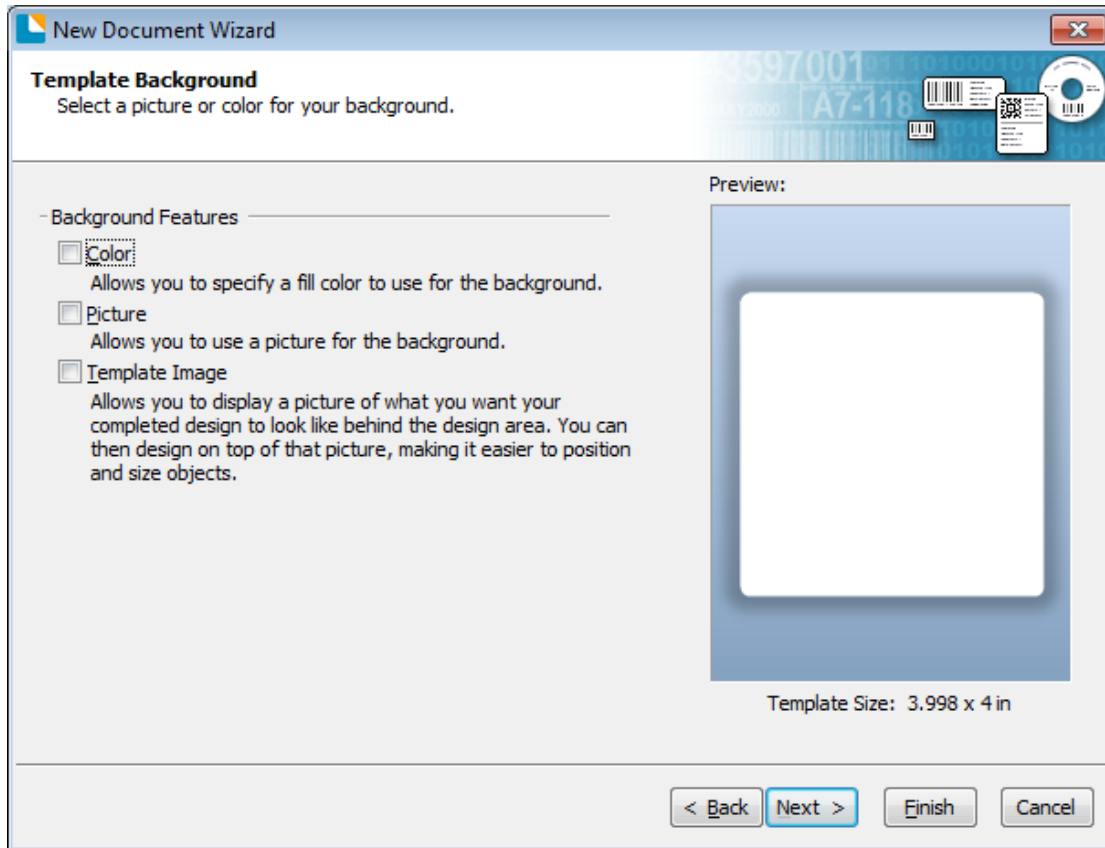 New Document Wizard
Template Background
Select a picture or color for your background.
43597001
A7-118
Preview:
Background Features
Color
Allows you to specify a fill color to use for the background.
Picture
Allows you to use a picture for the background.
Template Image
Allows you to display a picture of what you want your
completed design to look like behind the design area. You can
then design on top of that picture, making it easier to position
and size objects.
Template Size: 3.998 x 4 in
< Back
Next >
Finish
Cancel